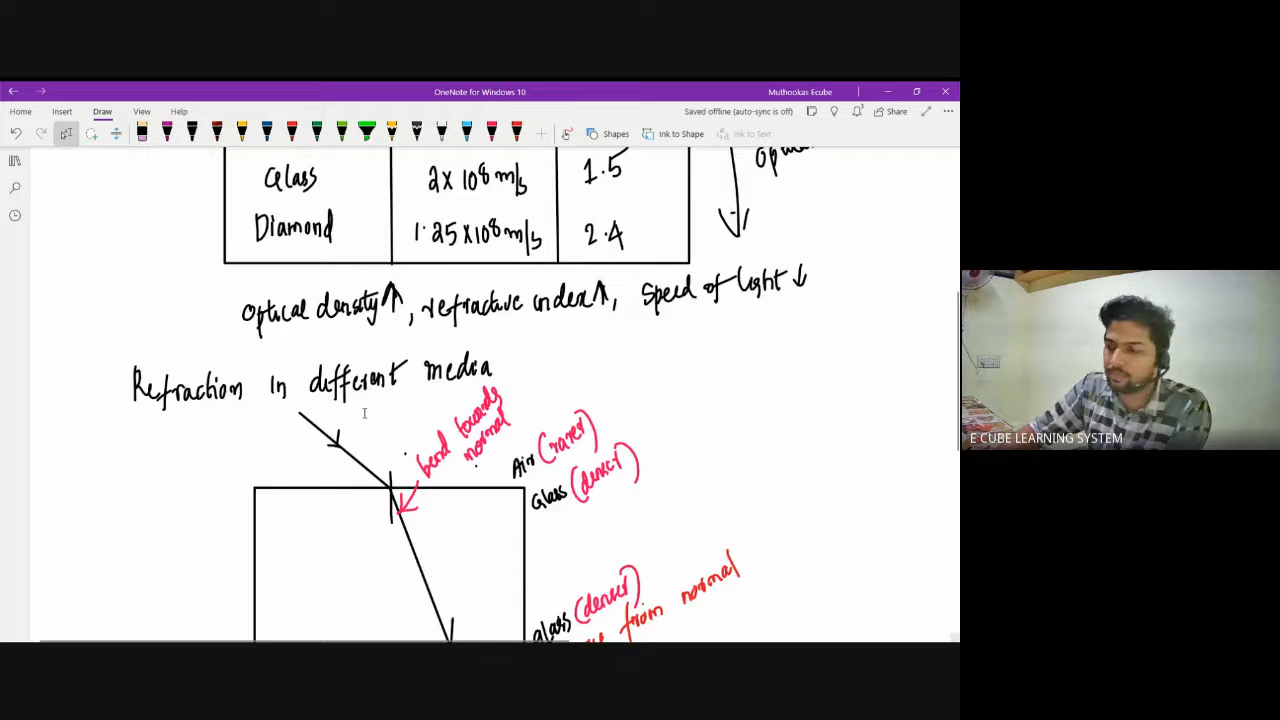 OneNote for Windows 10
Muthookas Ecube
Home Insert Draw View Help
Saved offline (auto-sync is off)
Share
Shapes
Ink to Shape
Ink to Text
Glass 2 x 10⁸ m/s 1.5
Diamond 1.25 x 10⁸ m/s 2.4
Optical density ↑, refractive index ↑, Speed of light ↓
Refraction in different media
bend towards
normal
Air (rarer)
Glass (denser)
Glass (denser)
from normal
E CUBE LEARNING SYSTEM